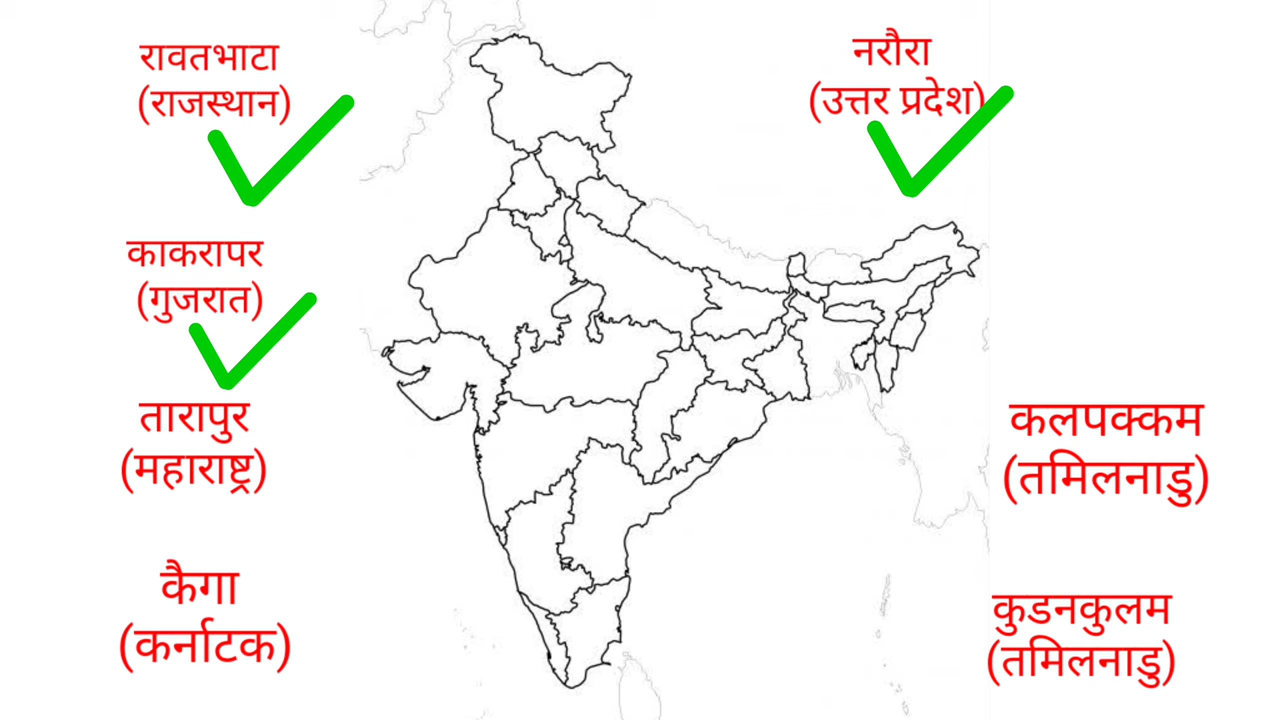 रावतभाटा
(राजस्थान)
काकरापर
(गुजरात)
तारापुर
(महाराष्ट्र)
कैगा
(कर्नाटक)
नरौरा
(उत्तर प्रदेश)
कलपक्कम
(तमिलनाडु)
कुडनकुलम
(तमिलनाडु)